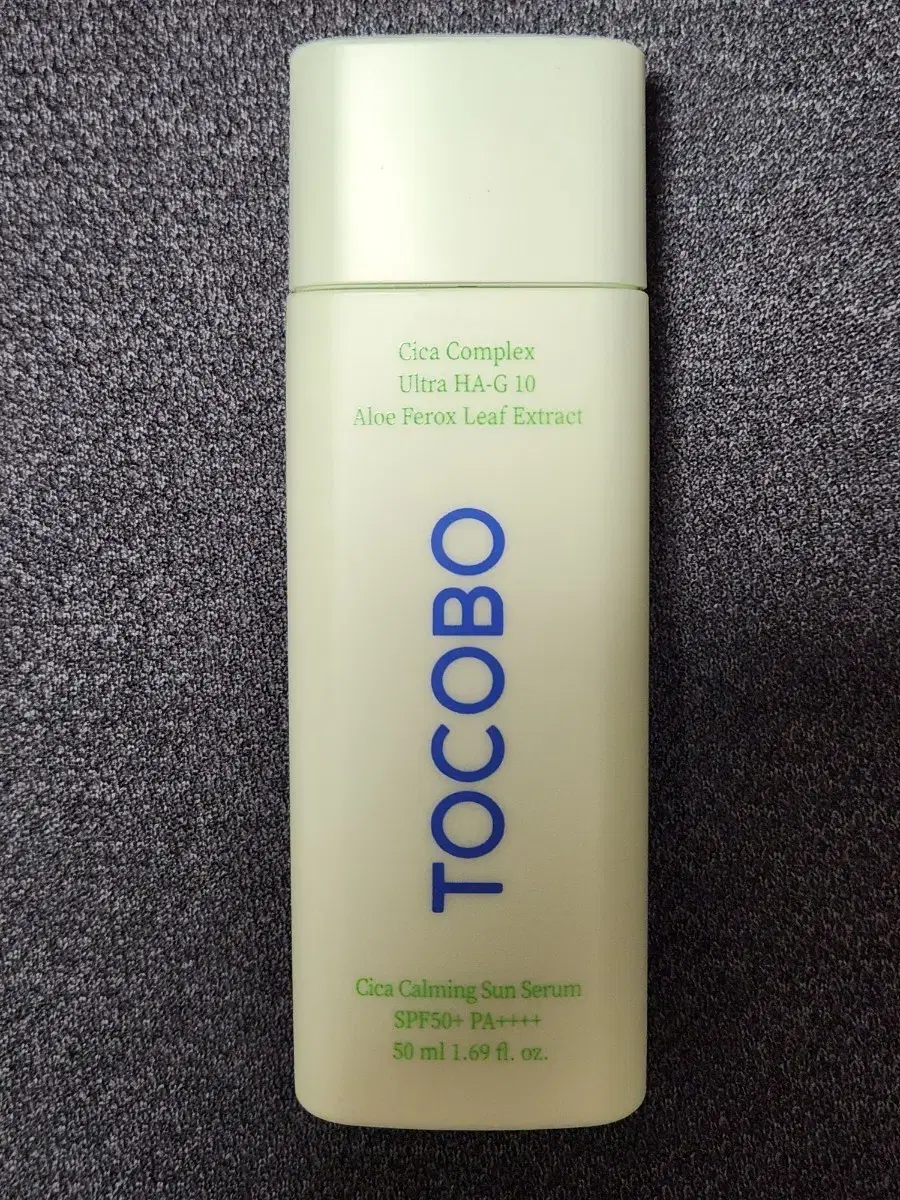 Cica Complex
Ultra HA-G 10
Aloe Ferox Leaf Extract
TOCOBO
Cica Calming Sun Serum
SPF50+ PA++++
50 ml 1.69 fl. oz.